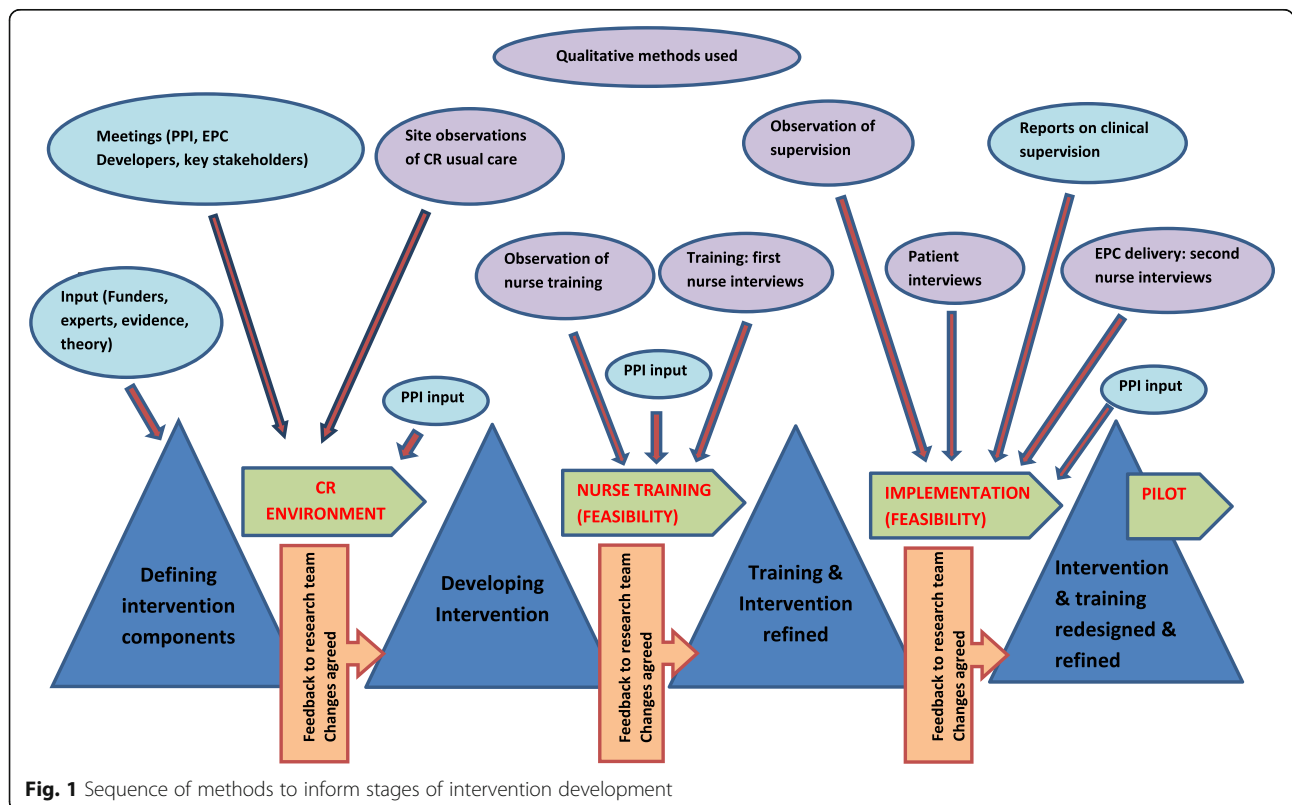 Qualitative methods used
Meetings (PPI, EPC
Developers, key stakeholders)
Site observations
of CR usual care
Observation of
supervision
Reports on clinical
supervision
Input (Funders,
experts, evidence,
theory)
Observation of
nurse training
Training: first
nurse interviews
Patient
interviews
EPC delivery: second
nurse interviews
PPI input
PPI input
PPI input
CR
ENVIRONMENT
NURSE TRAINING
(FEASIBILITY)
IMPLEMENTATION
(FEASIBILITY)
PILOT
Defining
intervention
components
Feedback to research team
Changes agreed
Developing
Intervention
Feedback to research team
Changes agreed
Training &
Intervention
refined
Feedback to research team
Changes agreed
Intervention
& training
redesigned &
refined
Fig. 1 Sequence of methods to inform stages of intervention development